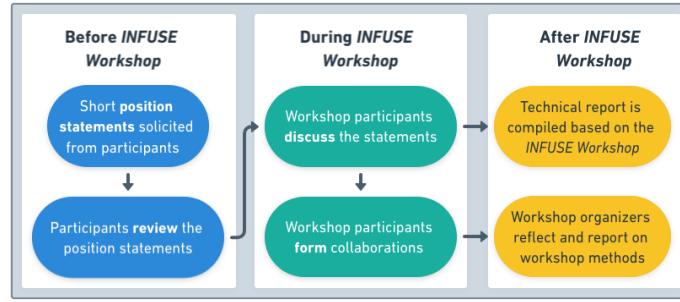 Before INFUSE
Workshop
Short position
statements solicited
from participants
Participants review the
position statements
During INFUSE
Workshop
Workshop participants
discuss the statements
Workshop participants
form collaborations
After INFUSE
Workshop
Technical report is
compiled based on the
INFUSE Workshop
Workshop organizers
reflect and report on
workshop methods